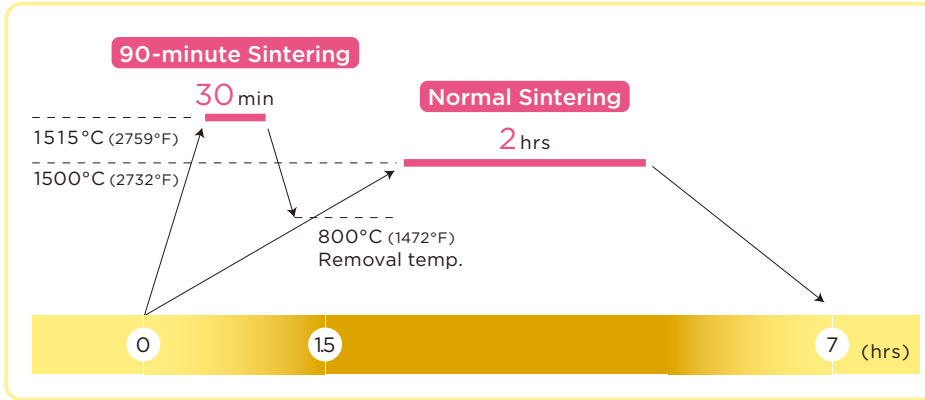 90-minute Sintering
30 min
1515°C (2759°F)
Normal Sintering
2 hrs
1500°C (2732°F)
800°C (1472°F)
Removal temp.
0
1.5
7
(hrs)